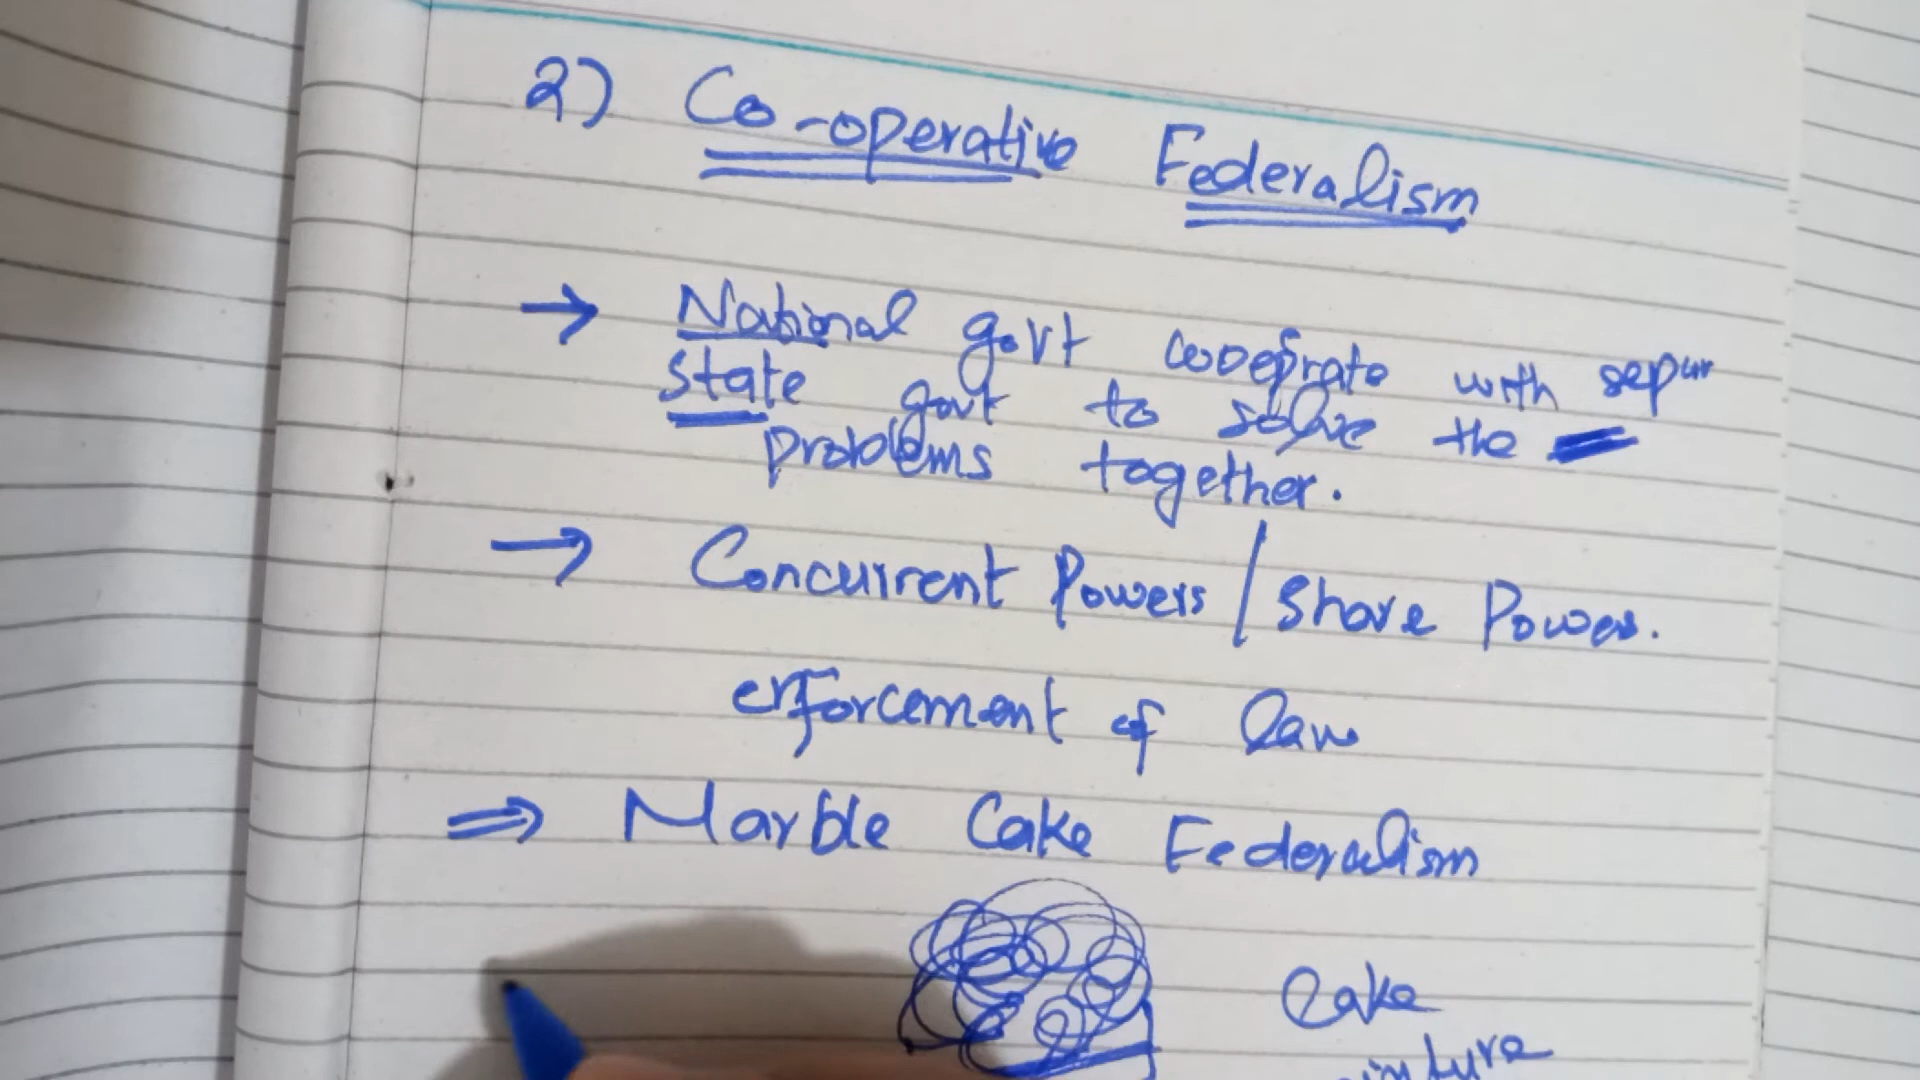 2) Co-operative Federalism
→ National govt cooperate with separ
state govt to solve the
problems together.
→ Concurrent Powers / Share Power.
enforcement of law
⇒ Marble Cake Federalism
Cake